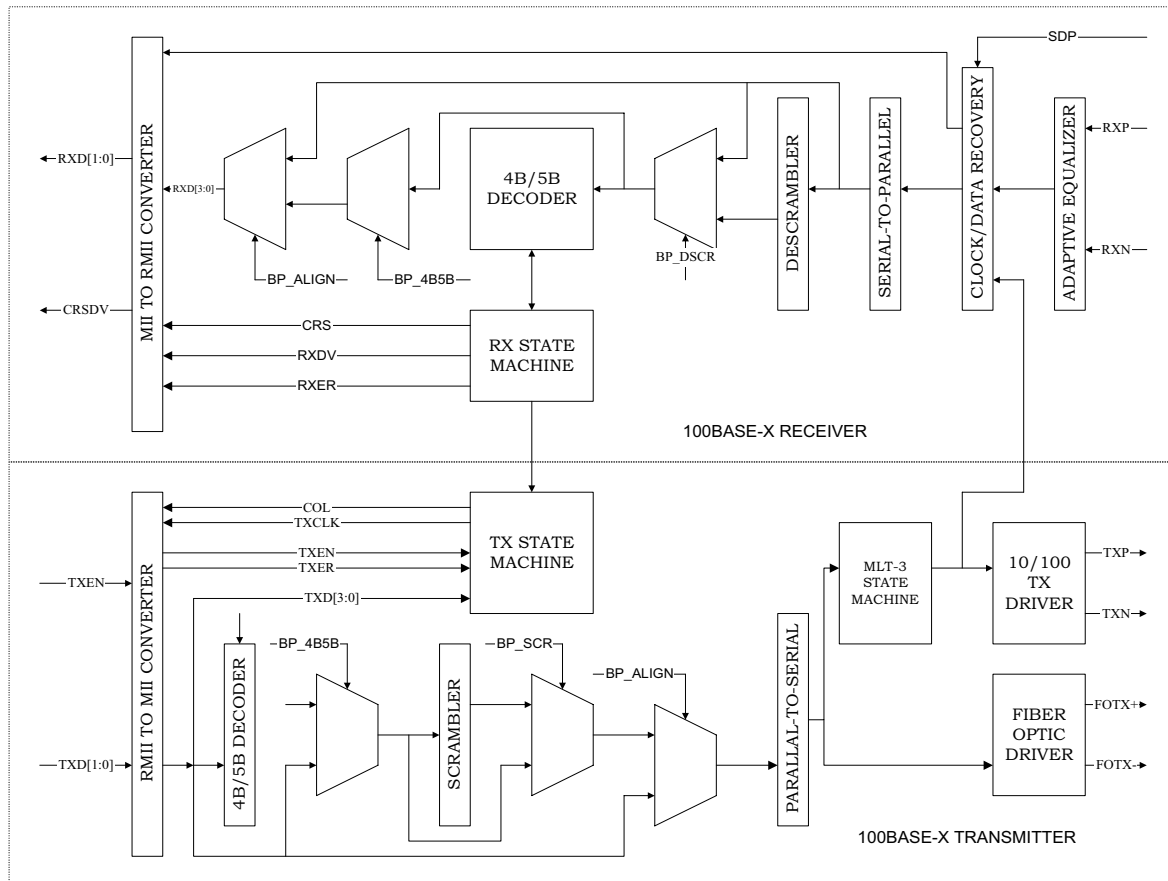 SDP
MII TO RMII CONVERTER
RXD[1:0]
CRSDV
RXD[3:0]
BP_ALIGN
BP_4B5B
4B/5B
DECODER
BP_DSCR
DESCRAMBLER
SERIAL-TO-PARALLEL
CLOCK/DATA RECOVERY
ADAPTIVE EQUALIZER
RXP
RXN
CRS
RXDV
RXER
RX STATE
MACHINE
100BASE-X RECEIVER
RMII TO MII CONVERTER
TXEN
TXD[1:0]
COL
TXCLK
TXEN
TXER
TXD[3:0]
TX STATE
MACHINE
4B/5B DECODER
BP_4B5B
SCRAMBLER
BP_SCR
BP_ALIGN
PARALLAL-TO-SERIAL
MLT-3
STATE
MACHINE
10/100
TX
DRIVER
TXP
TXN
FIBER
OPTIC
DRIVER
FOTX+
FOTX-
100BASE-X TRANSMITTER